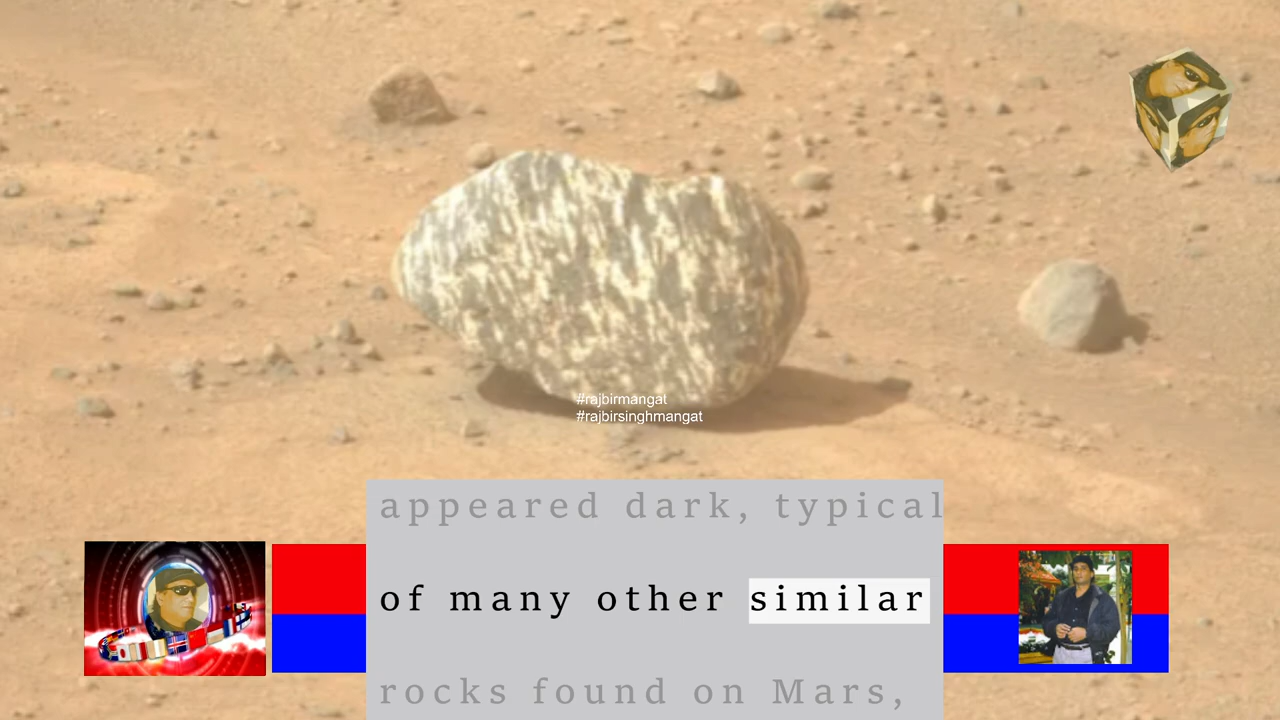 #rajbirmangat
#rajbirsinghmangat
appeared dark, typical
of many other similar
rocks found on Mars,